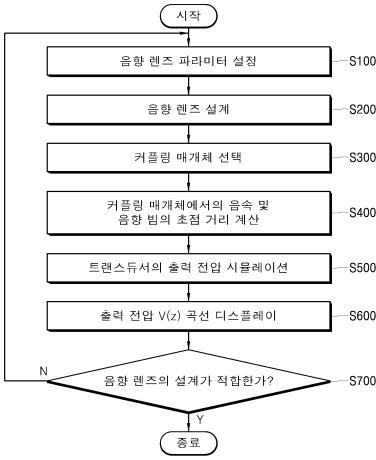 시작
음향 렌즈 파라미터 설정 S100
음향 렌즈 설계 S200
커플링 매개체 선택 S300
커플링 매개체에서의 음속 및
음향 빔의 초점 거리 계산 S400
트랜스듀서의 출력 전압 시뮬레이션 S500
출력 전압 V(z) 곡선 디스플레이 S600
N
음향 렌즈의 설계가 적합한가? S700
Y
종료